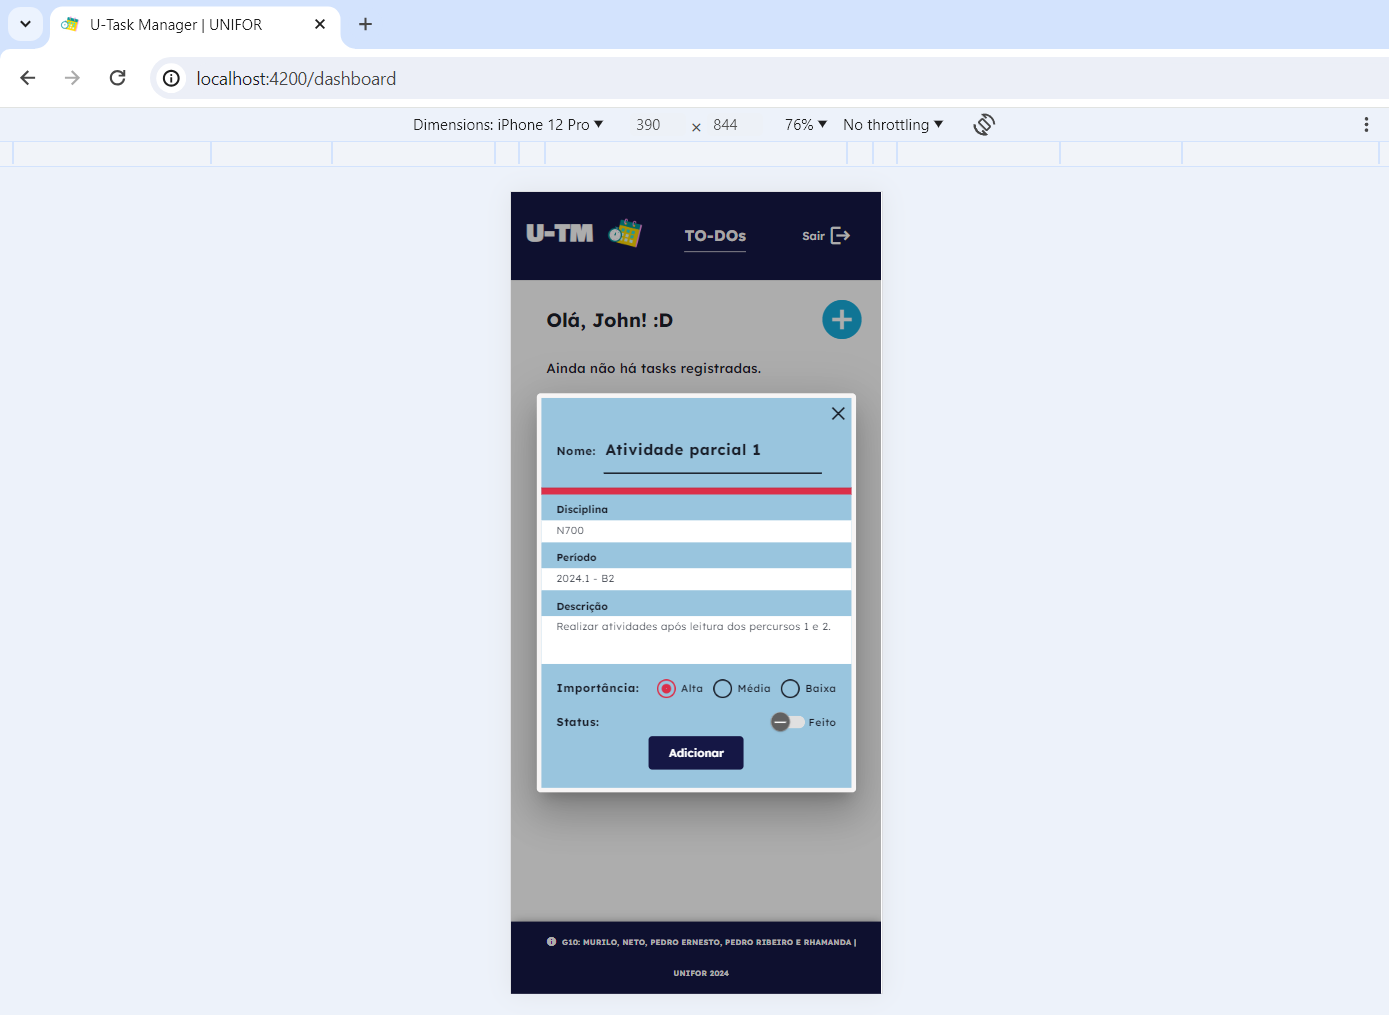 U-Task Manager | UNIFOR
localhost:4200/dashboard
Dimensions: iPhone 12 Pro ▼ 390 × 844 76% ▼ No throttling ▼
U-TM TO-DOs Sair
Olá, John! :D
Ainda não há tasks registradas.
Nome: Atividade parcial 1
Disciplina
N700
Período
2024.1 - B2
Descrição
Realizar atividades após leitura dos percursos 1 e 2.
Importância: Alta Média Baixa
Status: Feito
Adicionar
G10: MURILO, NETO, PEDRO ERNESTO, PEDRO RIBEIRO E RHAMANDA |
UNIFOR 2024